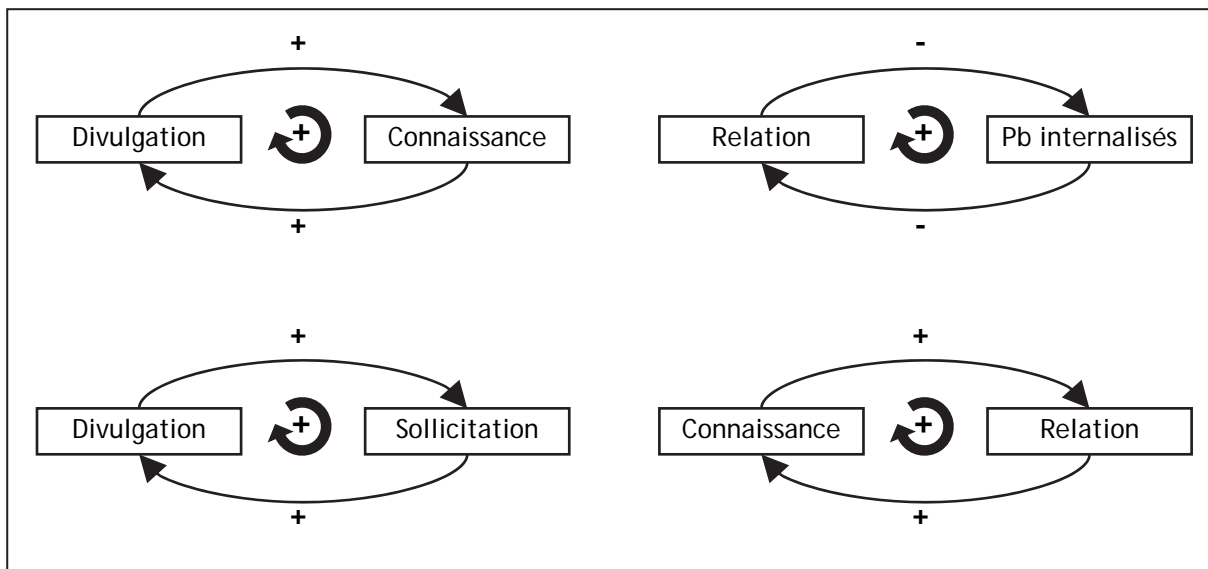 +
Divulgation + Connaissance
+
-
Relation + Pb internalisés
-
+
Divulgation + Sollicitation
+
+
Connaissance + Relation
+